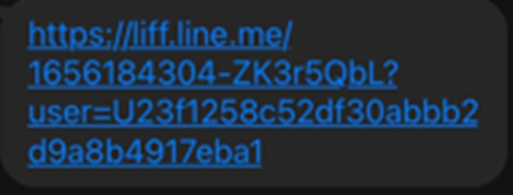 https://liff.line.me/
1656184304-ZK3r5QbL?
user=U23f1258c52df30abbb2
d9a8b4917eba1